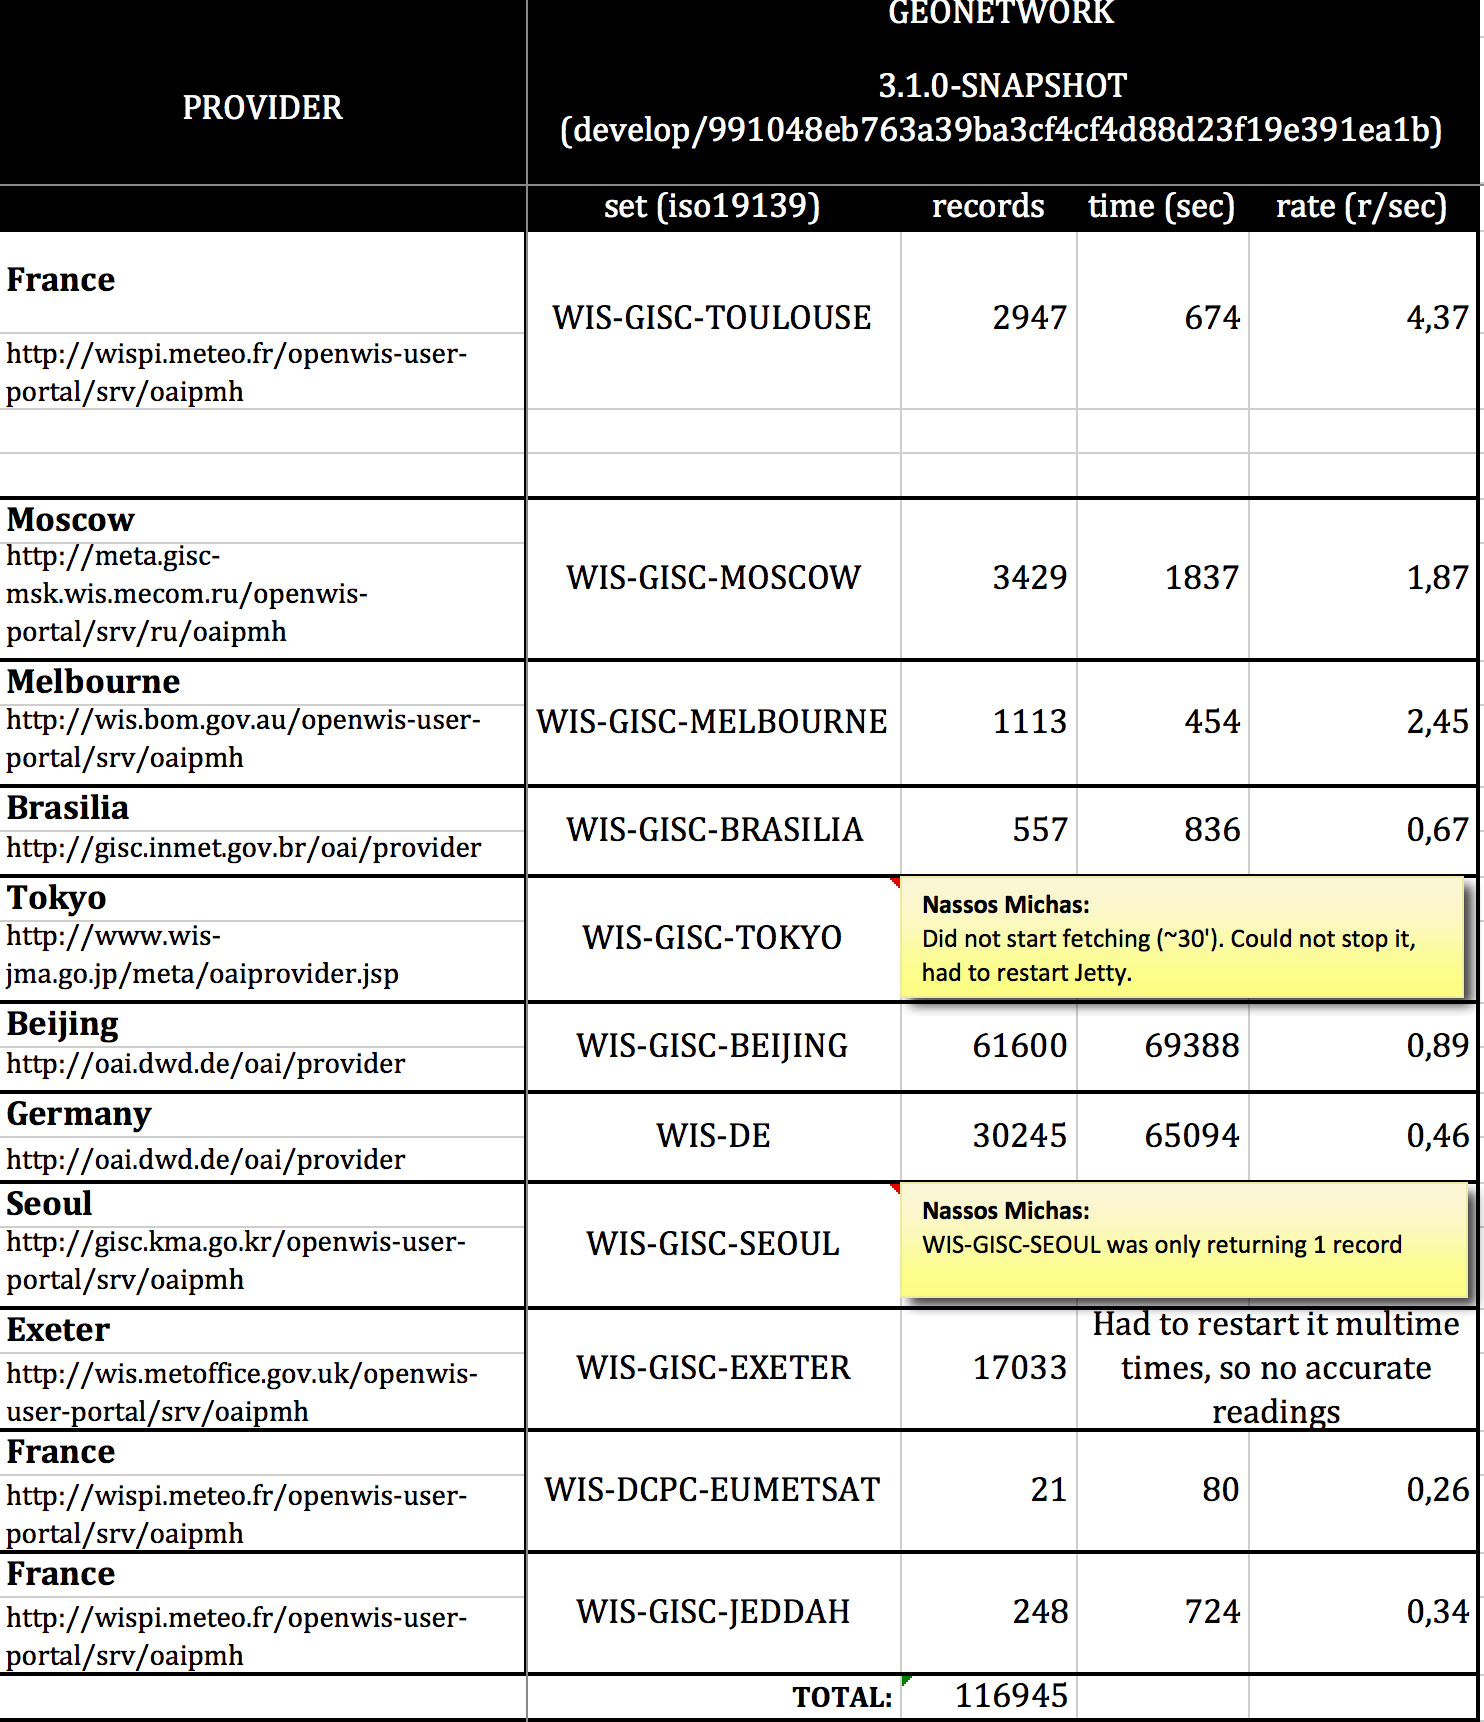 GEONETWORK
PROVIDER
3.1.0-SNAPSHOT
(develop/991048eb763a39ba3cf4cf4d88d23f19e391ea1b)
set (iso19139) records time (sec) rate (r/sec)
France
WIS-GISC-TOULOUSE 2947 674 4,37
http://wispi.meteo.fr/openwis-user-
portal/srv/oaipmh
Moscow
http://meta.gisc-
msk.wis.mecom.ru/openwis-
portal/srv/ru/oaipmh
WIS-GISC-MOSCOW 3429 1837 1,87
Melbourne
http://wis.bom.gov.au/openwis-user-
portal/srv/oaipmh
WIS-GISC-MELBOURNE 1113 454 2,45
Brasilia
http://gisc.inmet.gov.br/oai/provider
WIS-GISC-BRASILIA 557 836 0,67
Tokyo
http://www.wis-
jma.go.jp/meta/oaiprovider.jsp
WIS-GISC-TOKYO
Nassos Michas:
Did not start fetching (~30'). Could not stop it,
had to restart Jetty.
Beijing
http://oai.dwd.de/oai/provider
WIS-GISC-BEIJING 61600 69388 0,89
Germany
http://oai.dwd.de/oai/provider
WIS-DE 30245 65094 0,46
Seoul
http://gisc.kma.go.kr/openwis-user-
portal/srv/oaipmh
WIS-GISC-SEOUL
Nassos Michas:
WIS-GISC-SEOUL was only returning 1 record
Exeter
http://wis.metoffice.gov.uk/openwis-
user-portal/srv/oaipmh
WIS-GISC-EXETER 17033
Had to restart it multime
times, so no accurate
readings
France
http://wispi.meteo.fr/openwis-user-
portal/srv/oaipmh
WIS-DCPC-EUMETSAT 21 80 0,26
France
http://wispi.meteo.fr/openwis-user-
portal/srv/oaipmh
WIS-GISC-JEDDAH 248 724 0,34
TOTAL: 116945